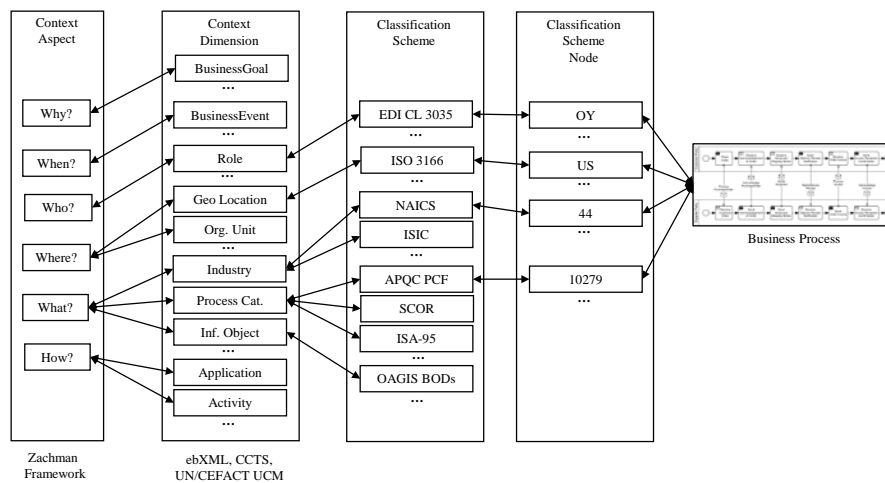 Context
Aspect
Why?
When?
Who?
Where?
What?
How?
Zachman
Framework
Context
Dimension
BusinessGoal
...
BusinessEvent
...
Role
...
Geo Location
Org. Unit
...
Industry
Process Cat.
Inf. Object
...
Application
Activity
...
ebXML, CCTS,
UN/CEFACT UCM
Classification
Scheme
EDI CL 3035
...
ISO 3166
...
NAICS
ISIC
...
APQC PCF
SCOR
ISA-95
...
OAGIS BODs
...
Classification
Scheme
Node
OY
...
US
...
44
...
10279
...
Business Process